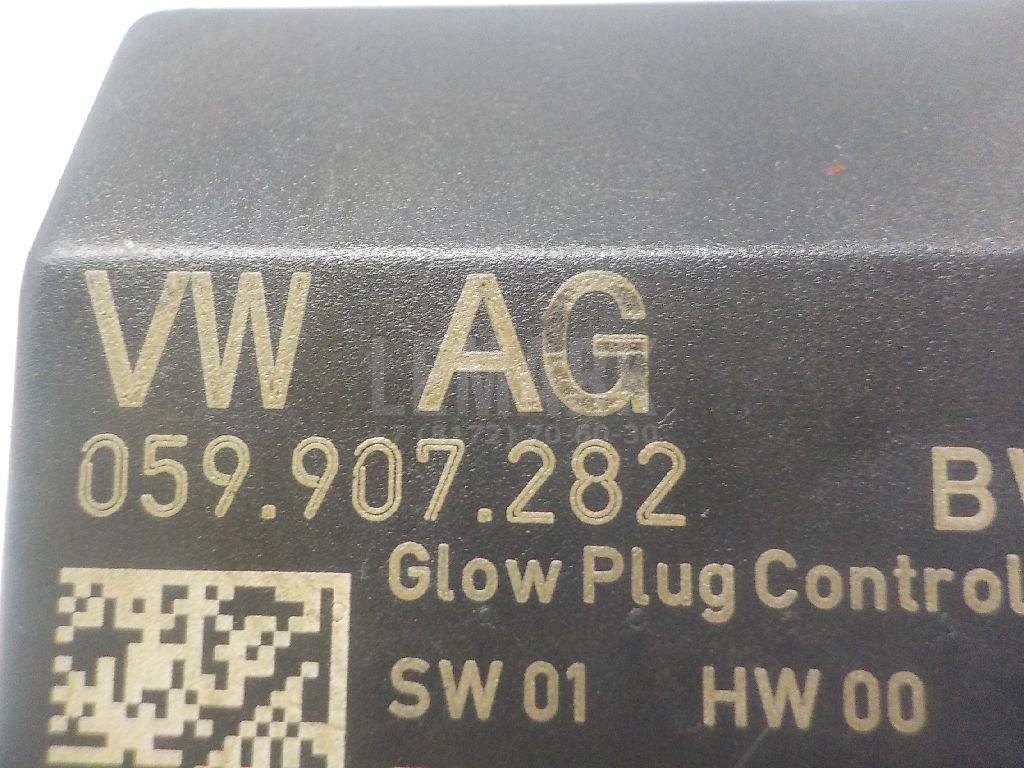 VW AG
059.907.282
Glow Plug Control
SW 01 HW 00